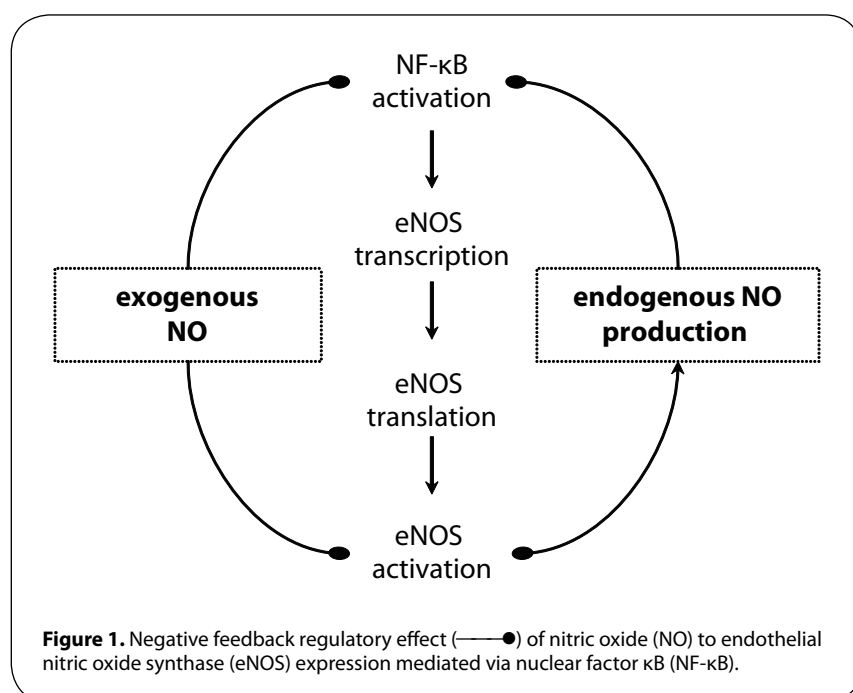 NF-κB
activation
eNOS
transcription
exogenous
NO
endogenous NO
production
eNOS
translation
eNOS
activation
Figure 1. Negative feedback regulatory effect (——●) of nitric oxide (NO) to endothelial
nitric oxide synthase (eNOS) expression mediated via nuclear factor κB (NF-κB).